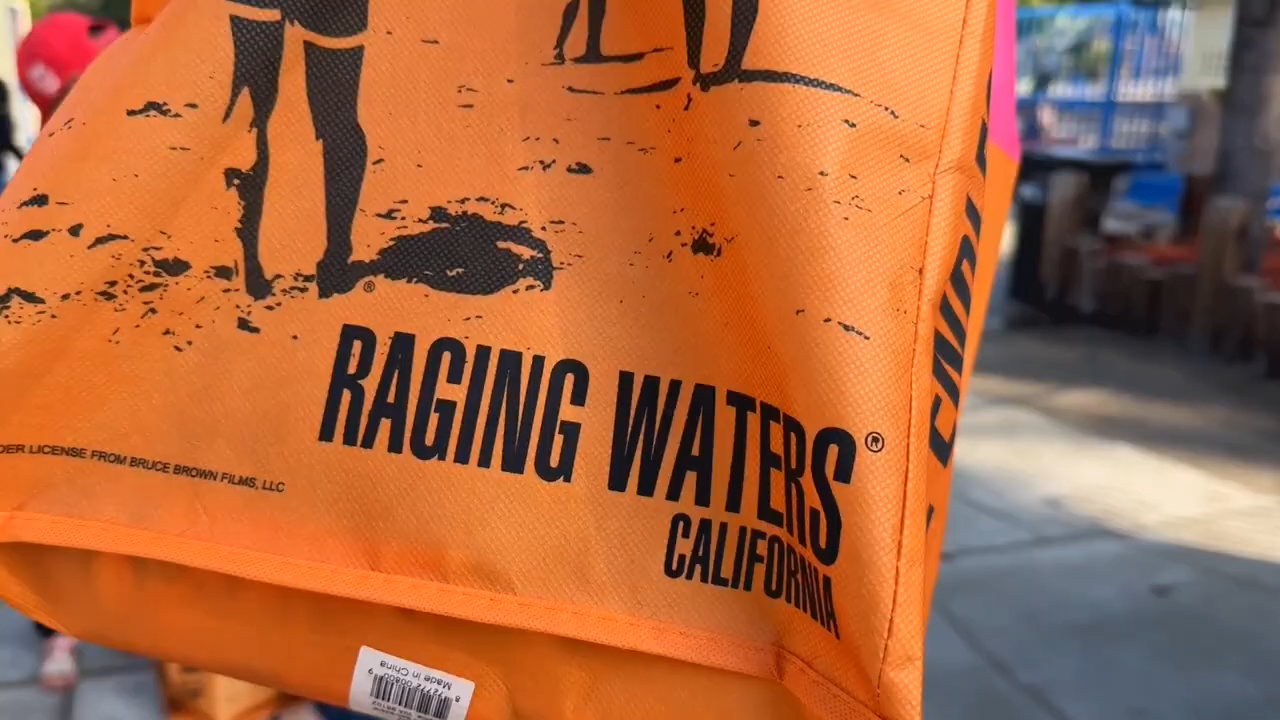 ®
RAGING WATERS®
CALIFORNIA
DER LICENSE FROM BRUCE BROWN FILMS, LLC
Made in China